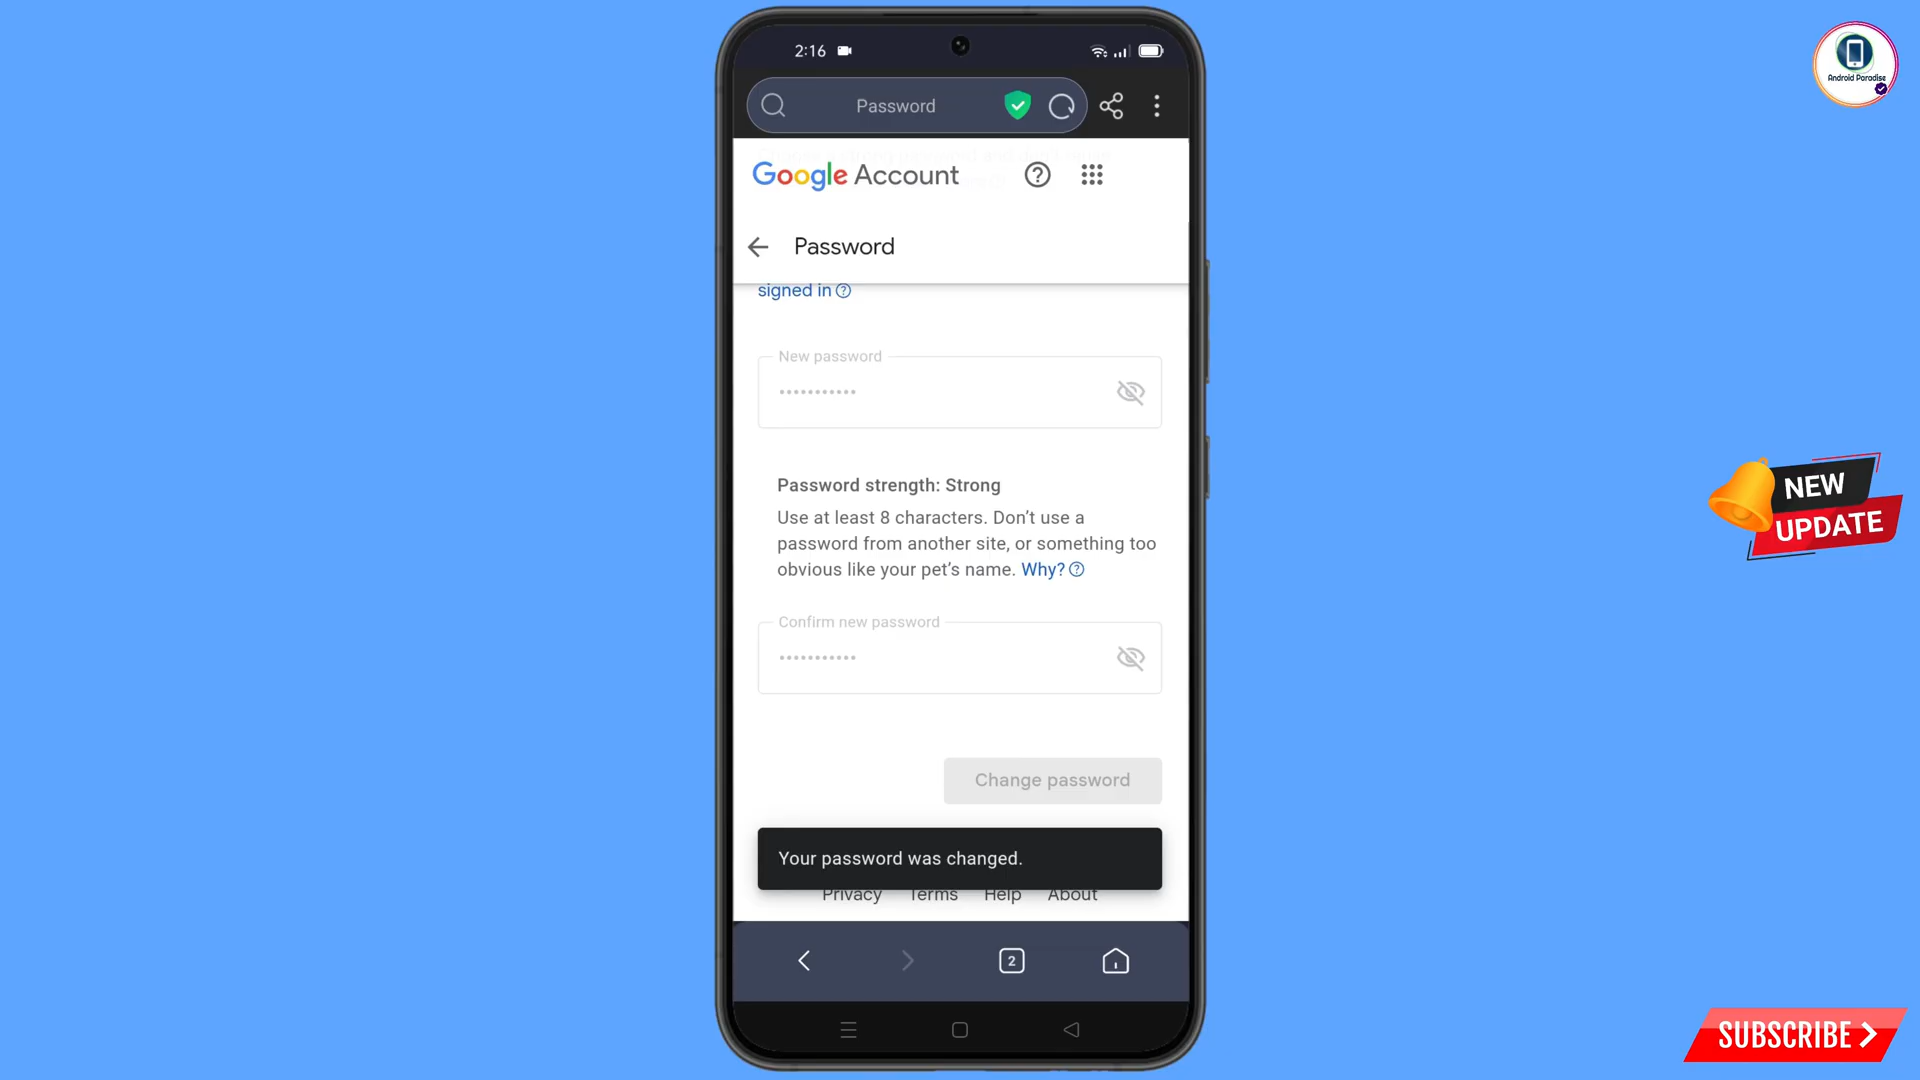 2:16
Password
Android Paradise
Google Account
Password
signed in
New password
•••••••••••
Password strength: Strong
Use at least 8 characters. Don't use a
password from another site, or something too
obvious like your pet's name. Why?
Confirm new password
•••••••••••
Change password
Your password was changed.
Privacy Terms Help About
2
NEW
UPDATE
SUBSCRIBE